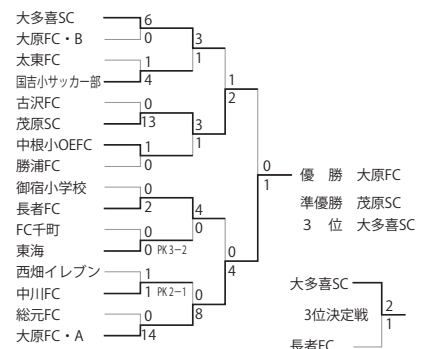 大多喜SC 6
大原FC・B 0
3
太東FC 1
1
国吉小サッカー部 4
1
古沢FC 0
2
茂原SC 13
3
中根小OEFC 1
1
勝浦FC 0
0
1
優　勝　大原FC
準優勝　茂原SC
３　位　大多喜SC
御宿小学校 0
長者FC 2
4
FC千町 0
0
東海 0 PK3−2
0
西畑イレブン 1
4
中川FC 1 PK2−1
0
総元FC 0
8
大原FC・A 14
大多喜SC
2
3位決定戦
1
長者FC